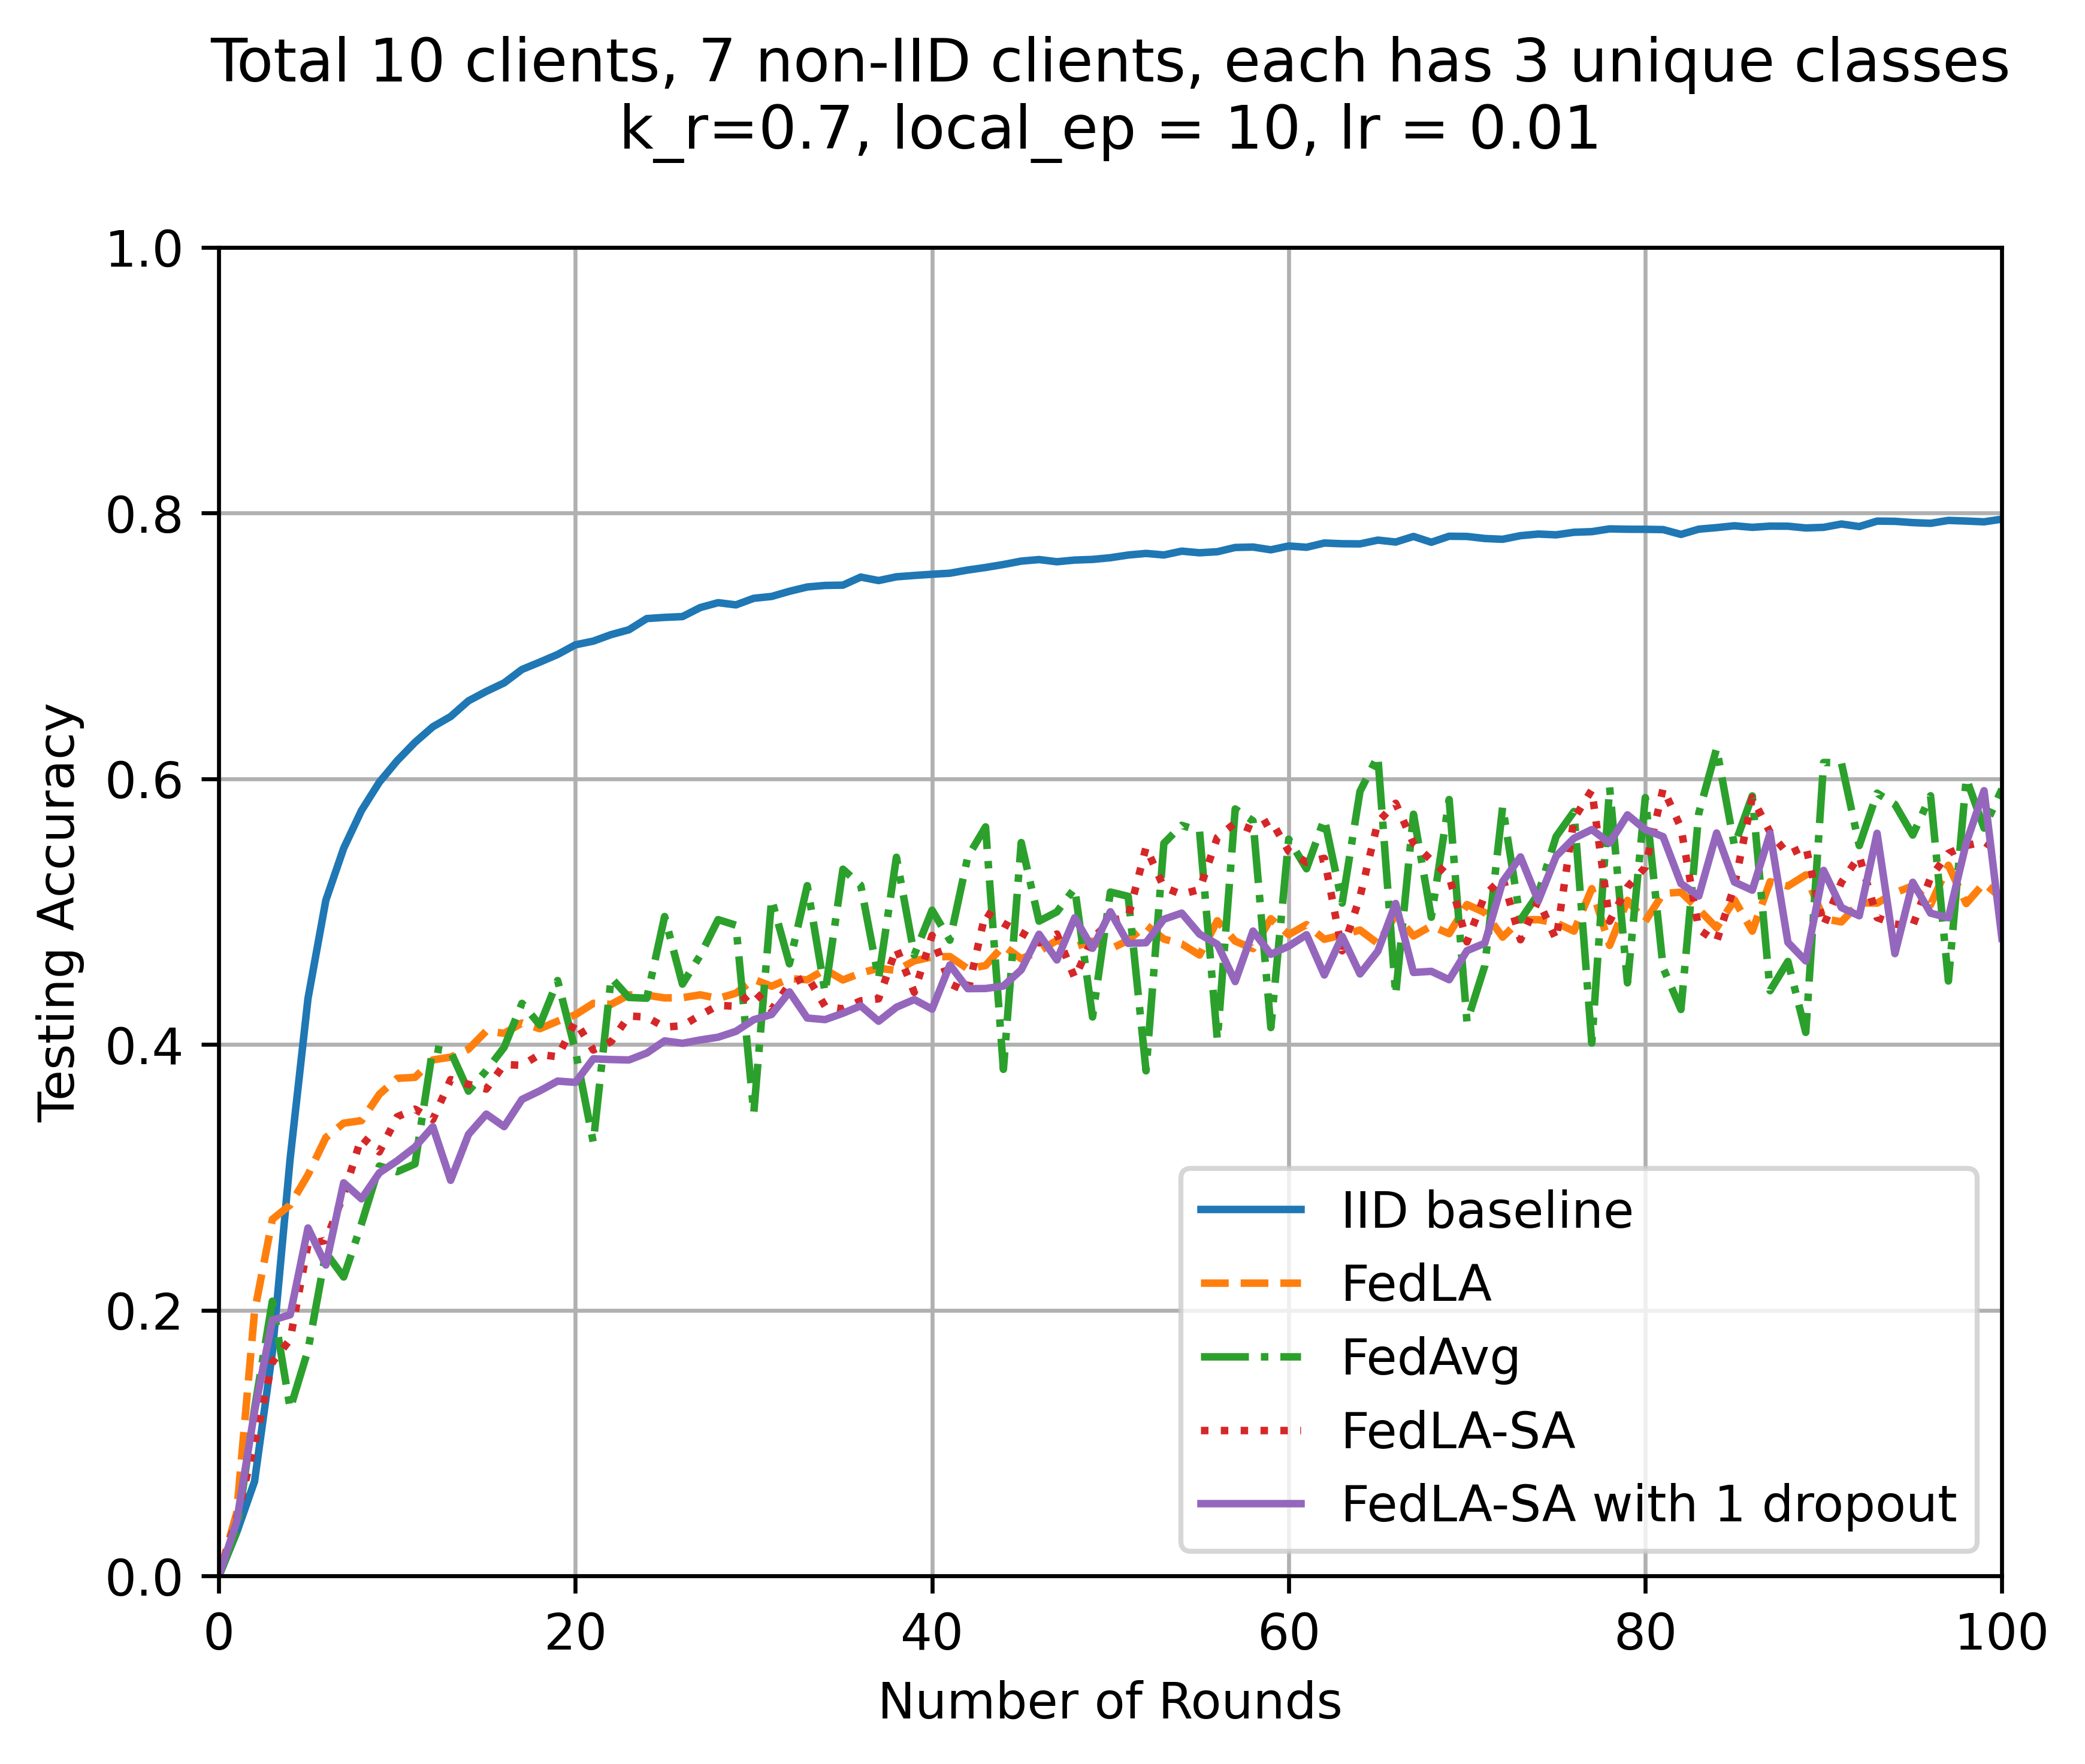 Total 10 clients, 7 non-IID clients, each has 3 unique classes
k_r=0.7, local_ep = 10, lr = 0.01
1.0
0.8
0.6
0.4
0.2
0.0
Testing Accuracy
IID baseline
FedLA
FedAvg
FedLA-SA
FedLA-SA with 1 dropout
0 20 40 60 80 100
Number of Rounds